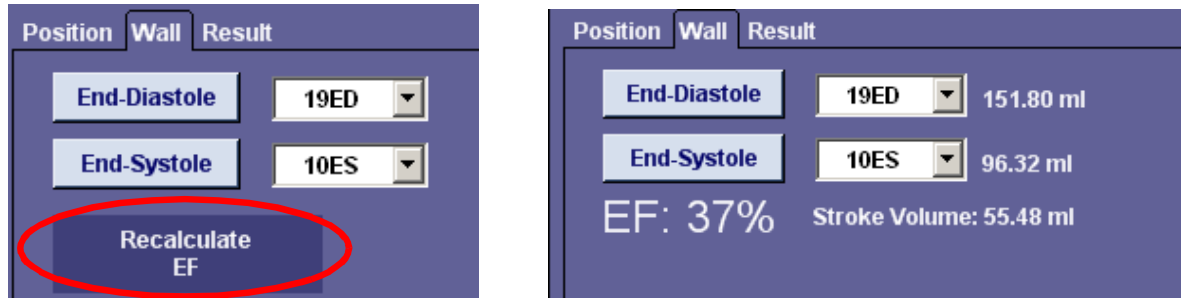 Position Wall Result
End-Diastole 19ED
End-Systole 10ES
Recalculate
EF
Position Wall Result
End-Diastole 19ED 151.80 ml
End-Systole 10ES 96.32 ml
EF: 37% Stroke Volume: 55.48 ml